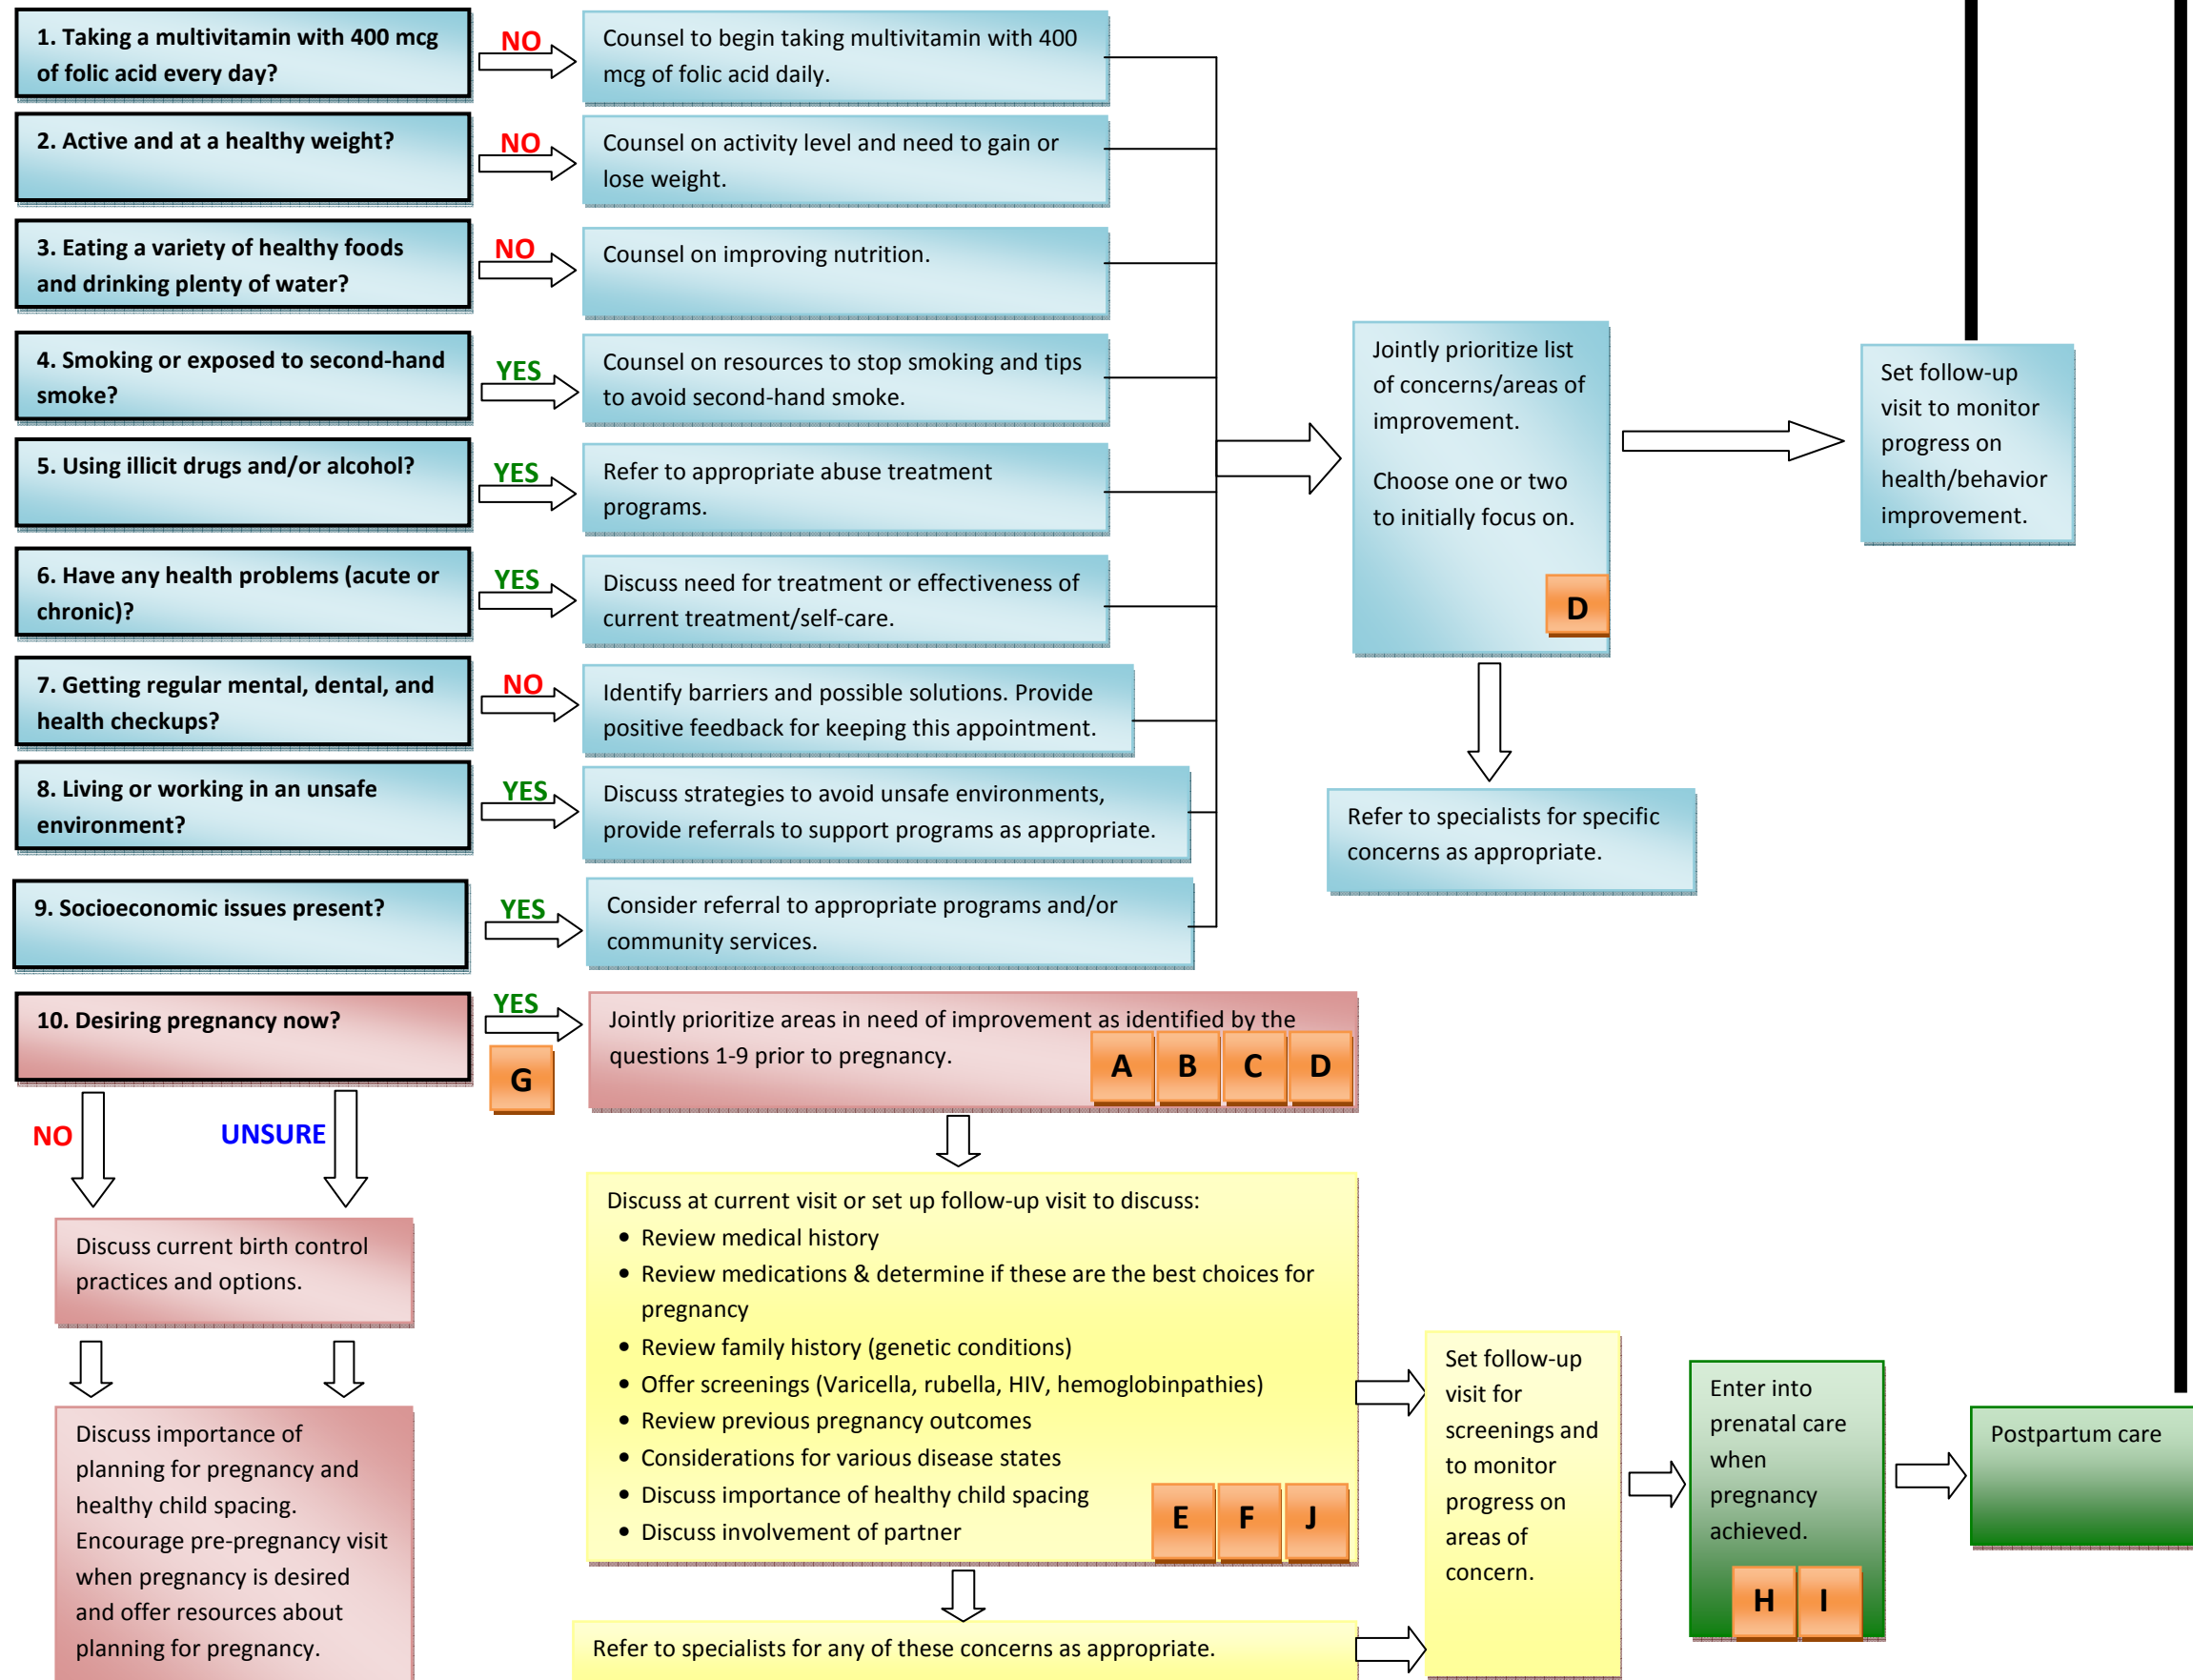 1. Taking a multivitamin with 400 mcg
of folic acid every day?
NO
Counsel to begin taking multivitamin with 400
mcg of folic acid daily.
2. Active and at a healthy weight?
NO
Counsel on activity level and need to gain or
lose weight.
3. Eating a variety of healthy foods
and drinking plenty of water?
NO
Counsel on improving nutrition.
4. Smoking or exposed to second-hand
smoke?
YES
Counsel on resources to stop smoking and tips
to avoid second-hand smoke.
5. Using illicit drugs and/or alcohol?
YES
Refer to appropriate abuse treatment
programs.
6. Have any health problems (acute or
chronic)?
YES
Discuss need for treatment or effectiveness of
current treatment/self-care.
7. Getting regular mental, dental, and
health checkups?
NO
Identify barriers and possible solutions. Provide
positive feedback for keeping this appointment.
8. Living or working in an unsafe
environment?
YES
Discuss strategies to avoid unsafe environments,
provide referrals to support programs as appropriate.
9. Socioeconomic issues present?
YES
Consider referral to appropriate programs and/or
community services.
Jointly prioritize list
of concerns/areas of
improvement.
Choose one or two
to initially focus on.
D
Set follow-up
visit to monitor
progress on
health/behavior
improvement.
Refer to specialists for specific
concerns as appropriate.
10. Desiring pregnancy now?
YES
G
Jointly prioritize areas in need of improvement as identified by the
questions 1-9 prior to pregnancy.
A B C D
NO
UNSURE
Discuss current birth control
practices and options.
Discuss importance of
planning for pregnancy and
healthy child spacing.
Encourage pre-pregnancy visit
when pregnancy is desired
and offer resources about
planning for pregnancy.
Discuss at current visit or set up follow-up visit to discuss:
• Review medical history
• Review medications & determine if these are the best choices for
pregnancy
• Review family history (genetic conditions)
• Offer screenings (Varicella, rubella, HIV, hemoglobinpathies)
• Review previous pregnancy outcomes
• Considerations for various disease states
• Discuss importance of healthy child spacing
• Discuss involvement of partner
E F J
Refer to specialists for any of these concerns as appropriate.
Set follow-up
visit for
screenings and
to monitor
progress on
areas of
concern.
Enter into
prenatal care
when
pregnancy
achieved.
H I
Postpartum care